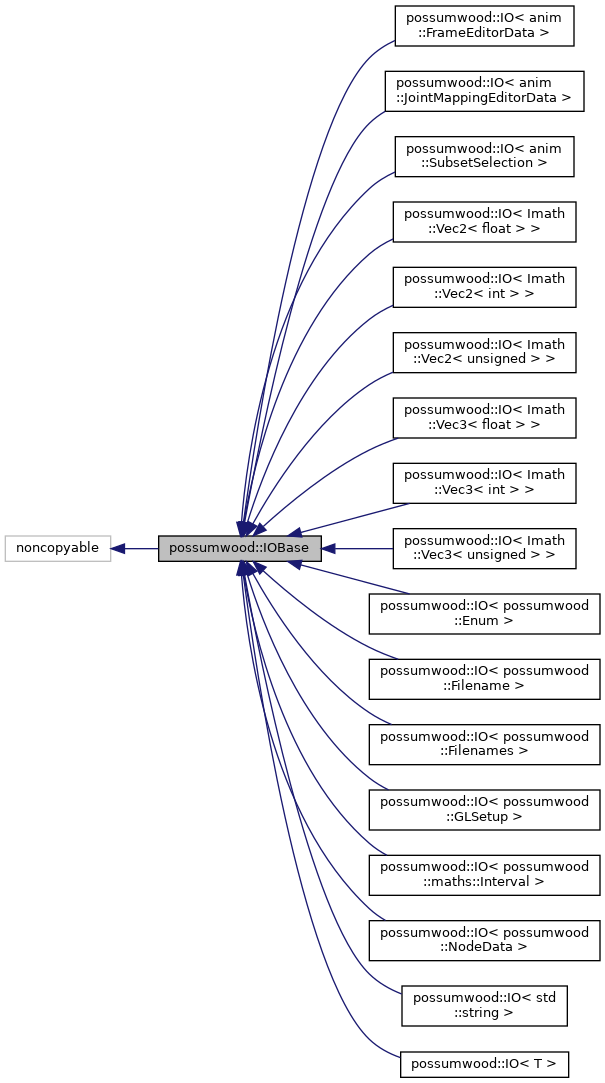 possumwood::IO< anim
::FrameEditorData >
possumwood::IO< anim
::JointMappingEditorData >
possumwood::IO< anim
::SubsetSelection >
possumwood::IO< Imath
::Vec2< float > >
possumwood::IO< Imath
::Vec2< int > >
possumwood::IO< Imath
::Vec2< unsigned > >
possumwood::IO< Imath
::Vec3< float > >
possumwood::IO< Imath
::Vec3< int > >
noncopyable
possumwood::IOBase
possumwood::IO< Imath
::Vec3< unsigned > >
possumwood::IO< possumwood
::Enum >
possumwood::IO< possumwood
::Filename >
possumwood::IO< possumwood
::Filenames >
possumwood::IO< possumwood
::GLSetup >
possumwood::IO< possumwood
::maths::Interval >
possumwood::IO< possumwood
::NodeData >
possumwood::IO< std
::string >
possumwood::IO< T >